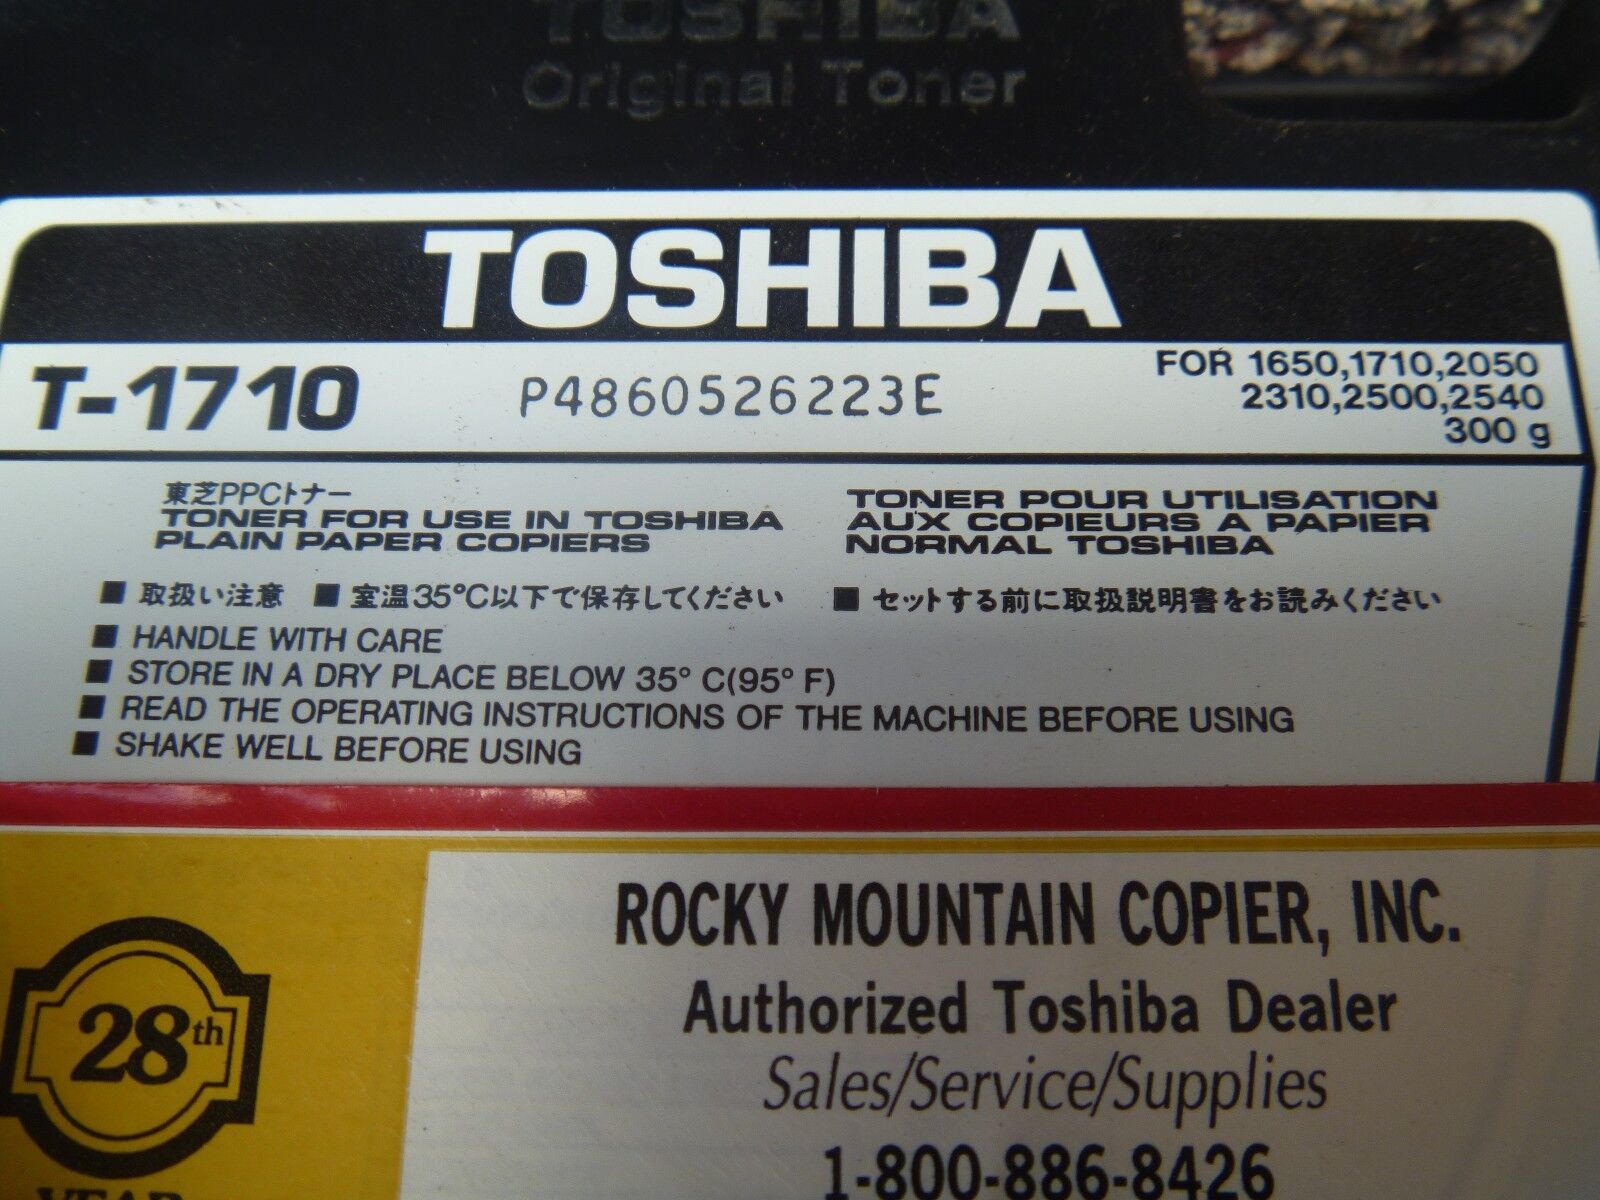 TOSHIBA
Original Toner
TOSHIBA
T-1710
P4860526223E
FOR 1650,1710,2050
2310,2500,2540
300 g
東芝PPCトナー
TONER FOR USE IN TOSHIBA
PLAIN PAPER COPIERS
TONER POUR UTILISATION
AUX COPIEURS A PAPIER
NORMAL TOSHIBA
■ 取扱い注意 ■ 室温35°C以下で保存してください ■ セットする前に取扱説明書をお読みください
■ HANDLE WITH CARE
■ STORE IN A DRY PLACE BELOW 35° C(95° F)
■ READ THE OPERATING INSTRUCTIONS OF THE MACHINE BEFORE USING
■ SHAKE WELL BEFORE USING
28th
YEAR
ROCKY MOUNTAIN COPIER, INC.
Authorized Toshiba Dealer
Sales/Service/Supplies
1-800-886-8426